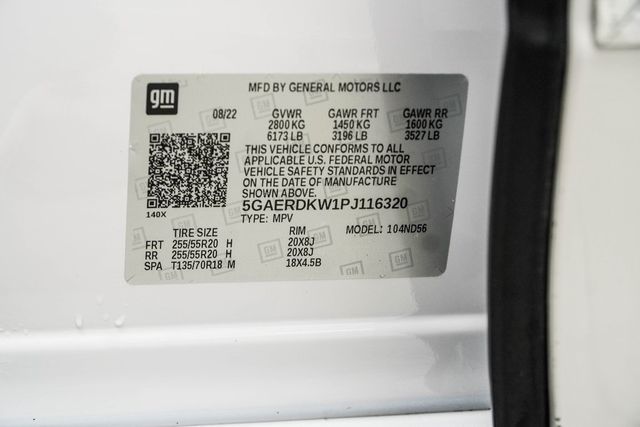 MFD BY GENERAL MOTORS LLC
gm
08/22 GVWR GAWR FRT GAWR RR
2800 KG 1450 KG 1600 KG
6173 LB 3196 LB 3527 LB
THIS VEHICLE CONFORMS TO ALL
APPLICABLE U.S. FEDERAL MOTOR
VEHICLE SAFETY STANDARDS IN EFFECT
ON THE DATE OF MANUFACTURE
SHOWN ABOVE.
5GAERDKW1PJ116320
140X TYPE: MPV
TIRE SIZE RIM MODEL: 104ND56
FRT 255/55R20 H 20X8J
RR 255/55R20 H 20X8J
SPA T135/70R18 M 18X4.5B